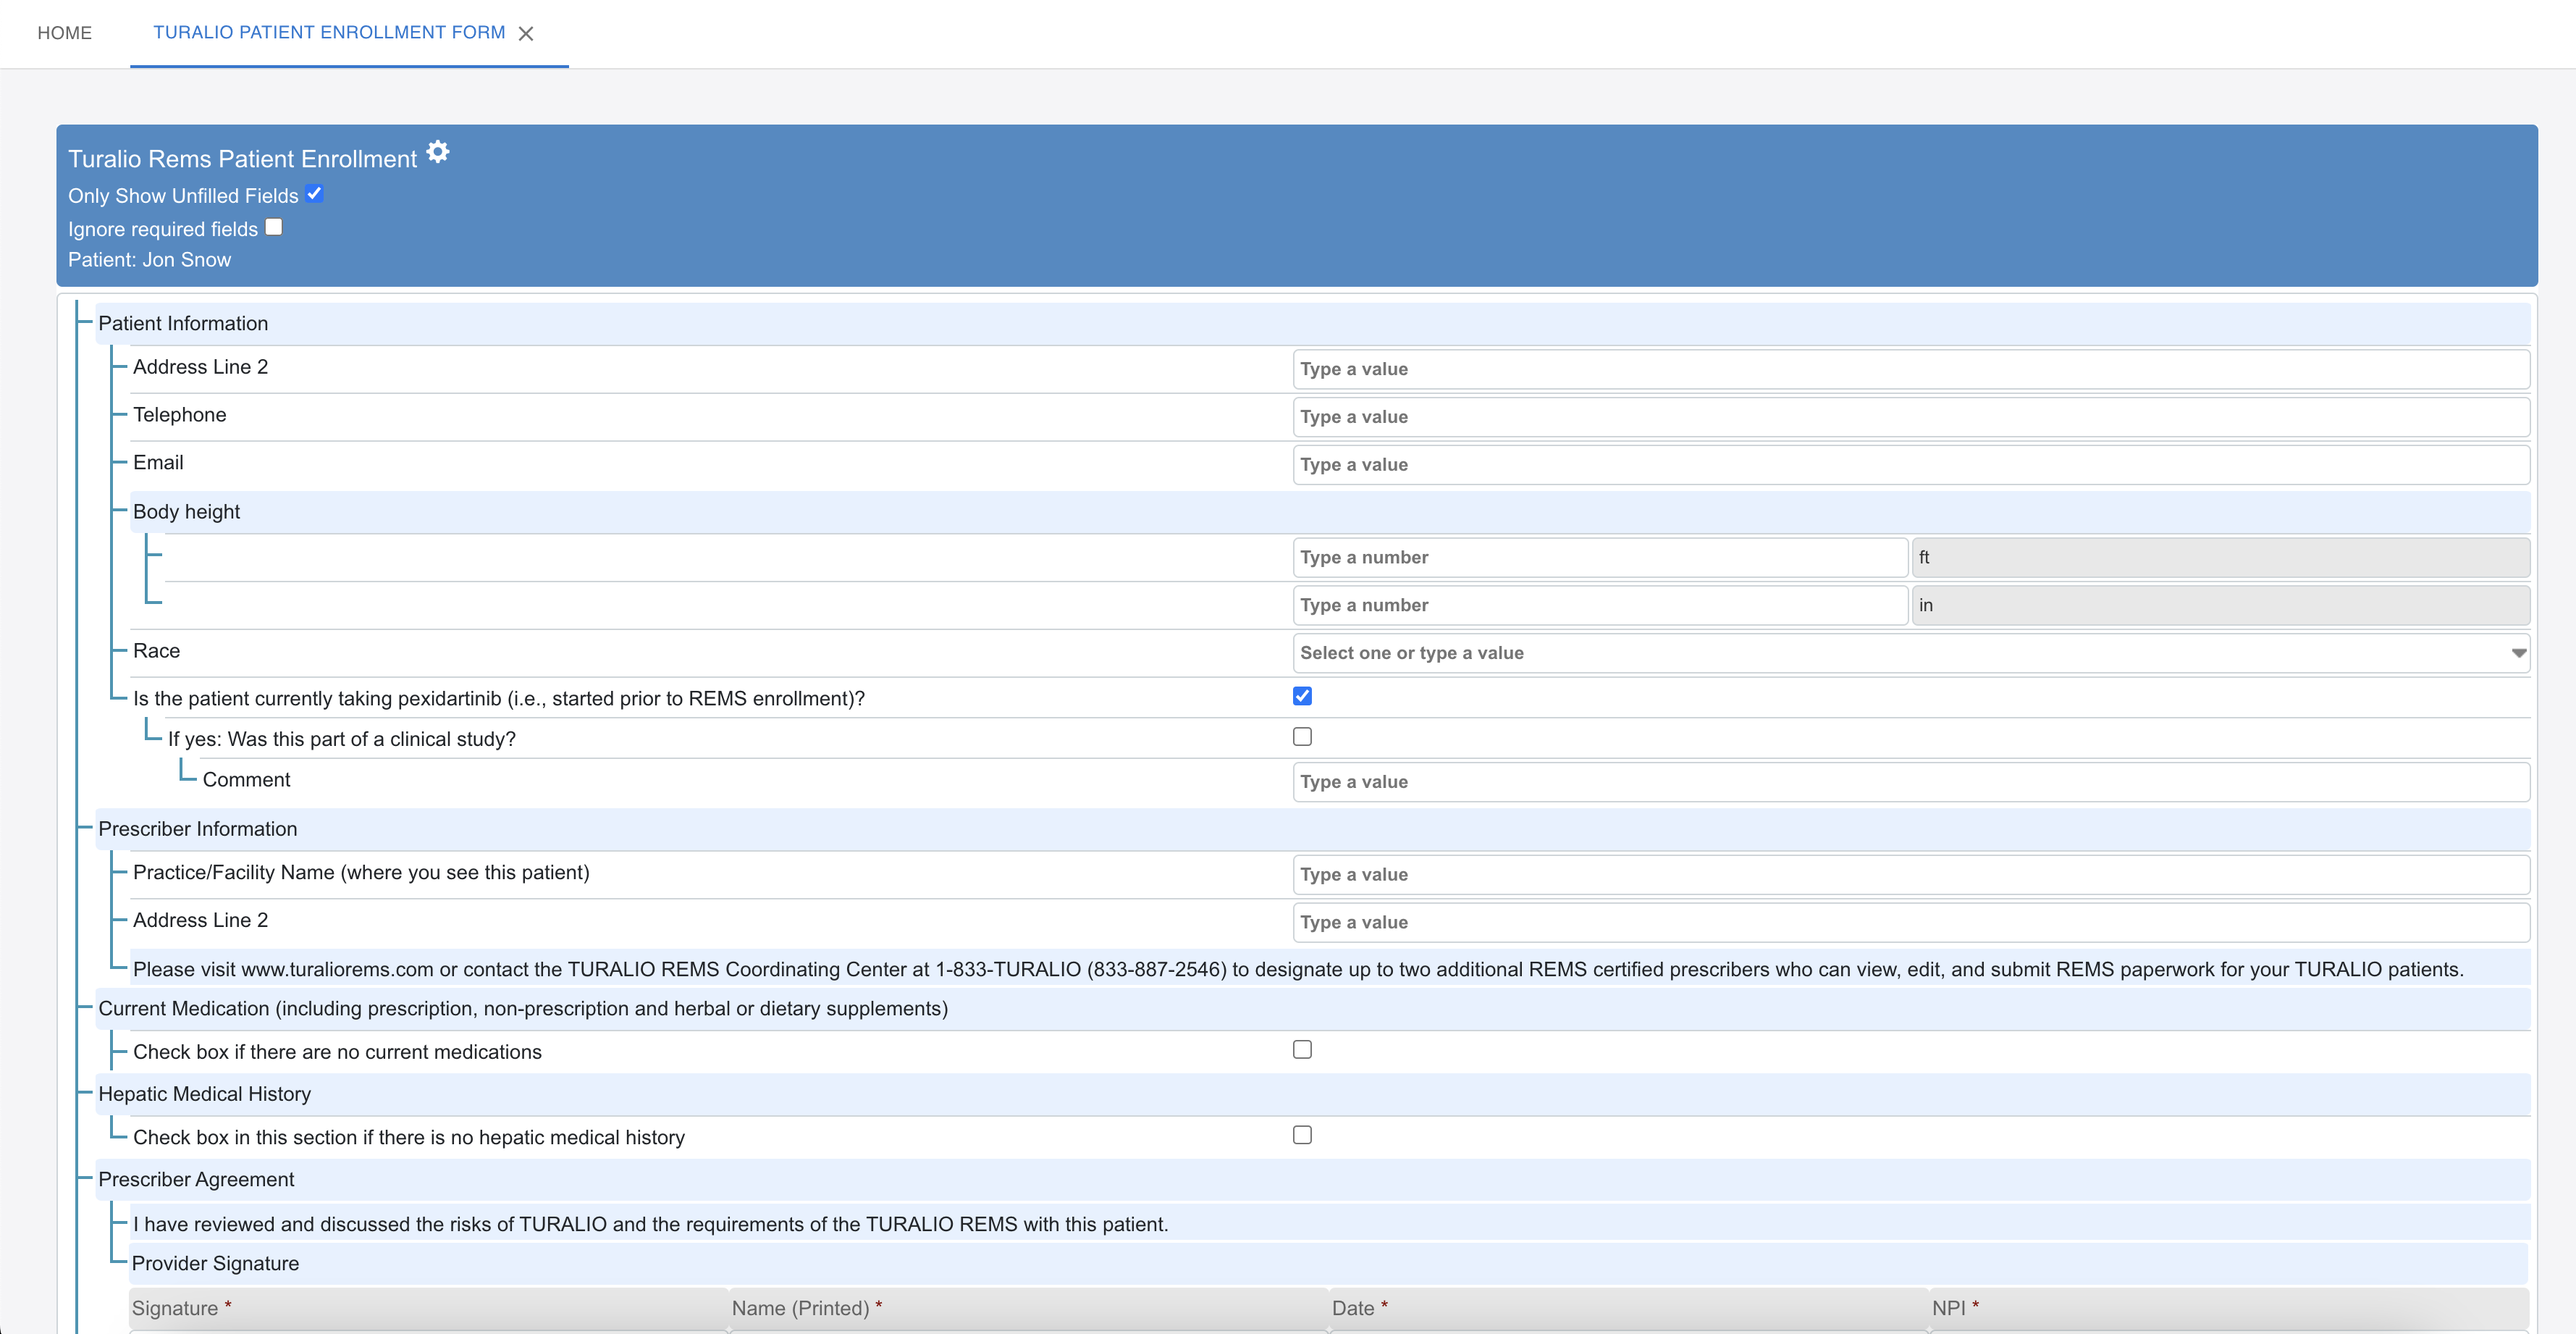 HOME
TURALIO PATIENT ENROLLMENT FORM
Turalio Rems Patient Enrollment
Only Show Unfilled Fields
Ignore required fields
Patient: Jon Snow
Patient Information
Address Line 2 Type a value
Telephone Type a value
Email Type a value
Body height
Type a number ft
Type a number in
Race Select one or type a value
Is the patient currently taking pexidartinib (i.e., started prior to REMS enrollment)?
If yes: Was this part of a clinical study?
Comment Type a value
Prescriber Information
Practice/Facility Name (where you see this patient) Type a value
Address Line 2 Type a value
Please visit www.turaliorems.com or contact the TURALIO REMS Coordinating Center at 1-833-TURALIO (833-887-2546) to designate up to two additional REMS certified prescribers who can view, edit, and submit REMS paperwork for your TURALIO patients.
Current Medication (including prescription, non-prescription and herbal or dietary supplements)
Check box if there are no current medications
Hepatic Medical History
Check box in this section if there is no hepatic medical history
Prescriber Agreement
I have reviewed and discussed the risks of TURALIO and the requirements of the TURALIO REMS with this patient.
Provider Signature
Signature * Name (Printed) * Date * NPI *